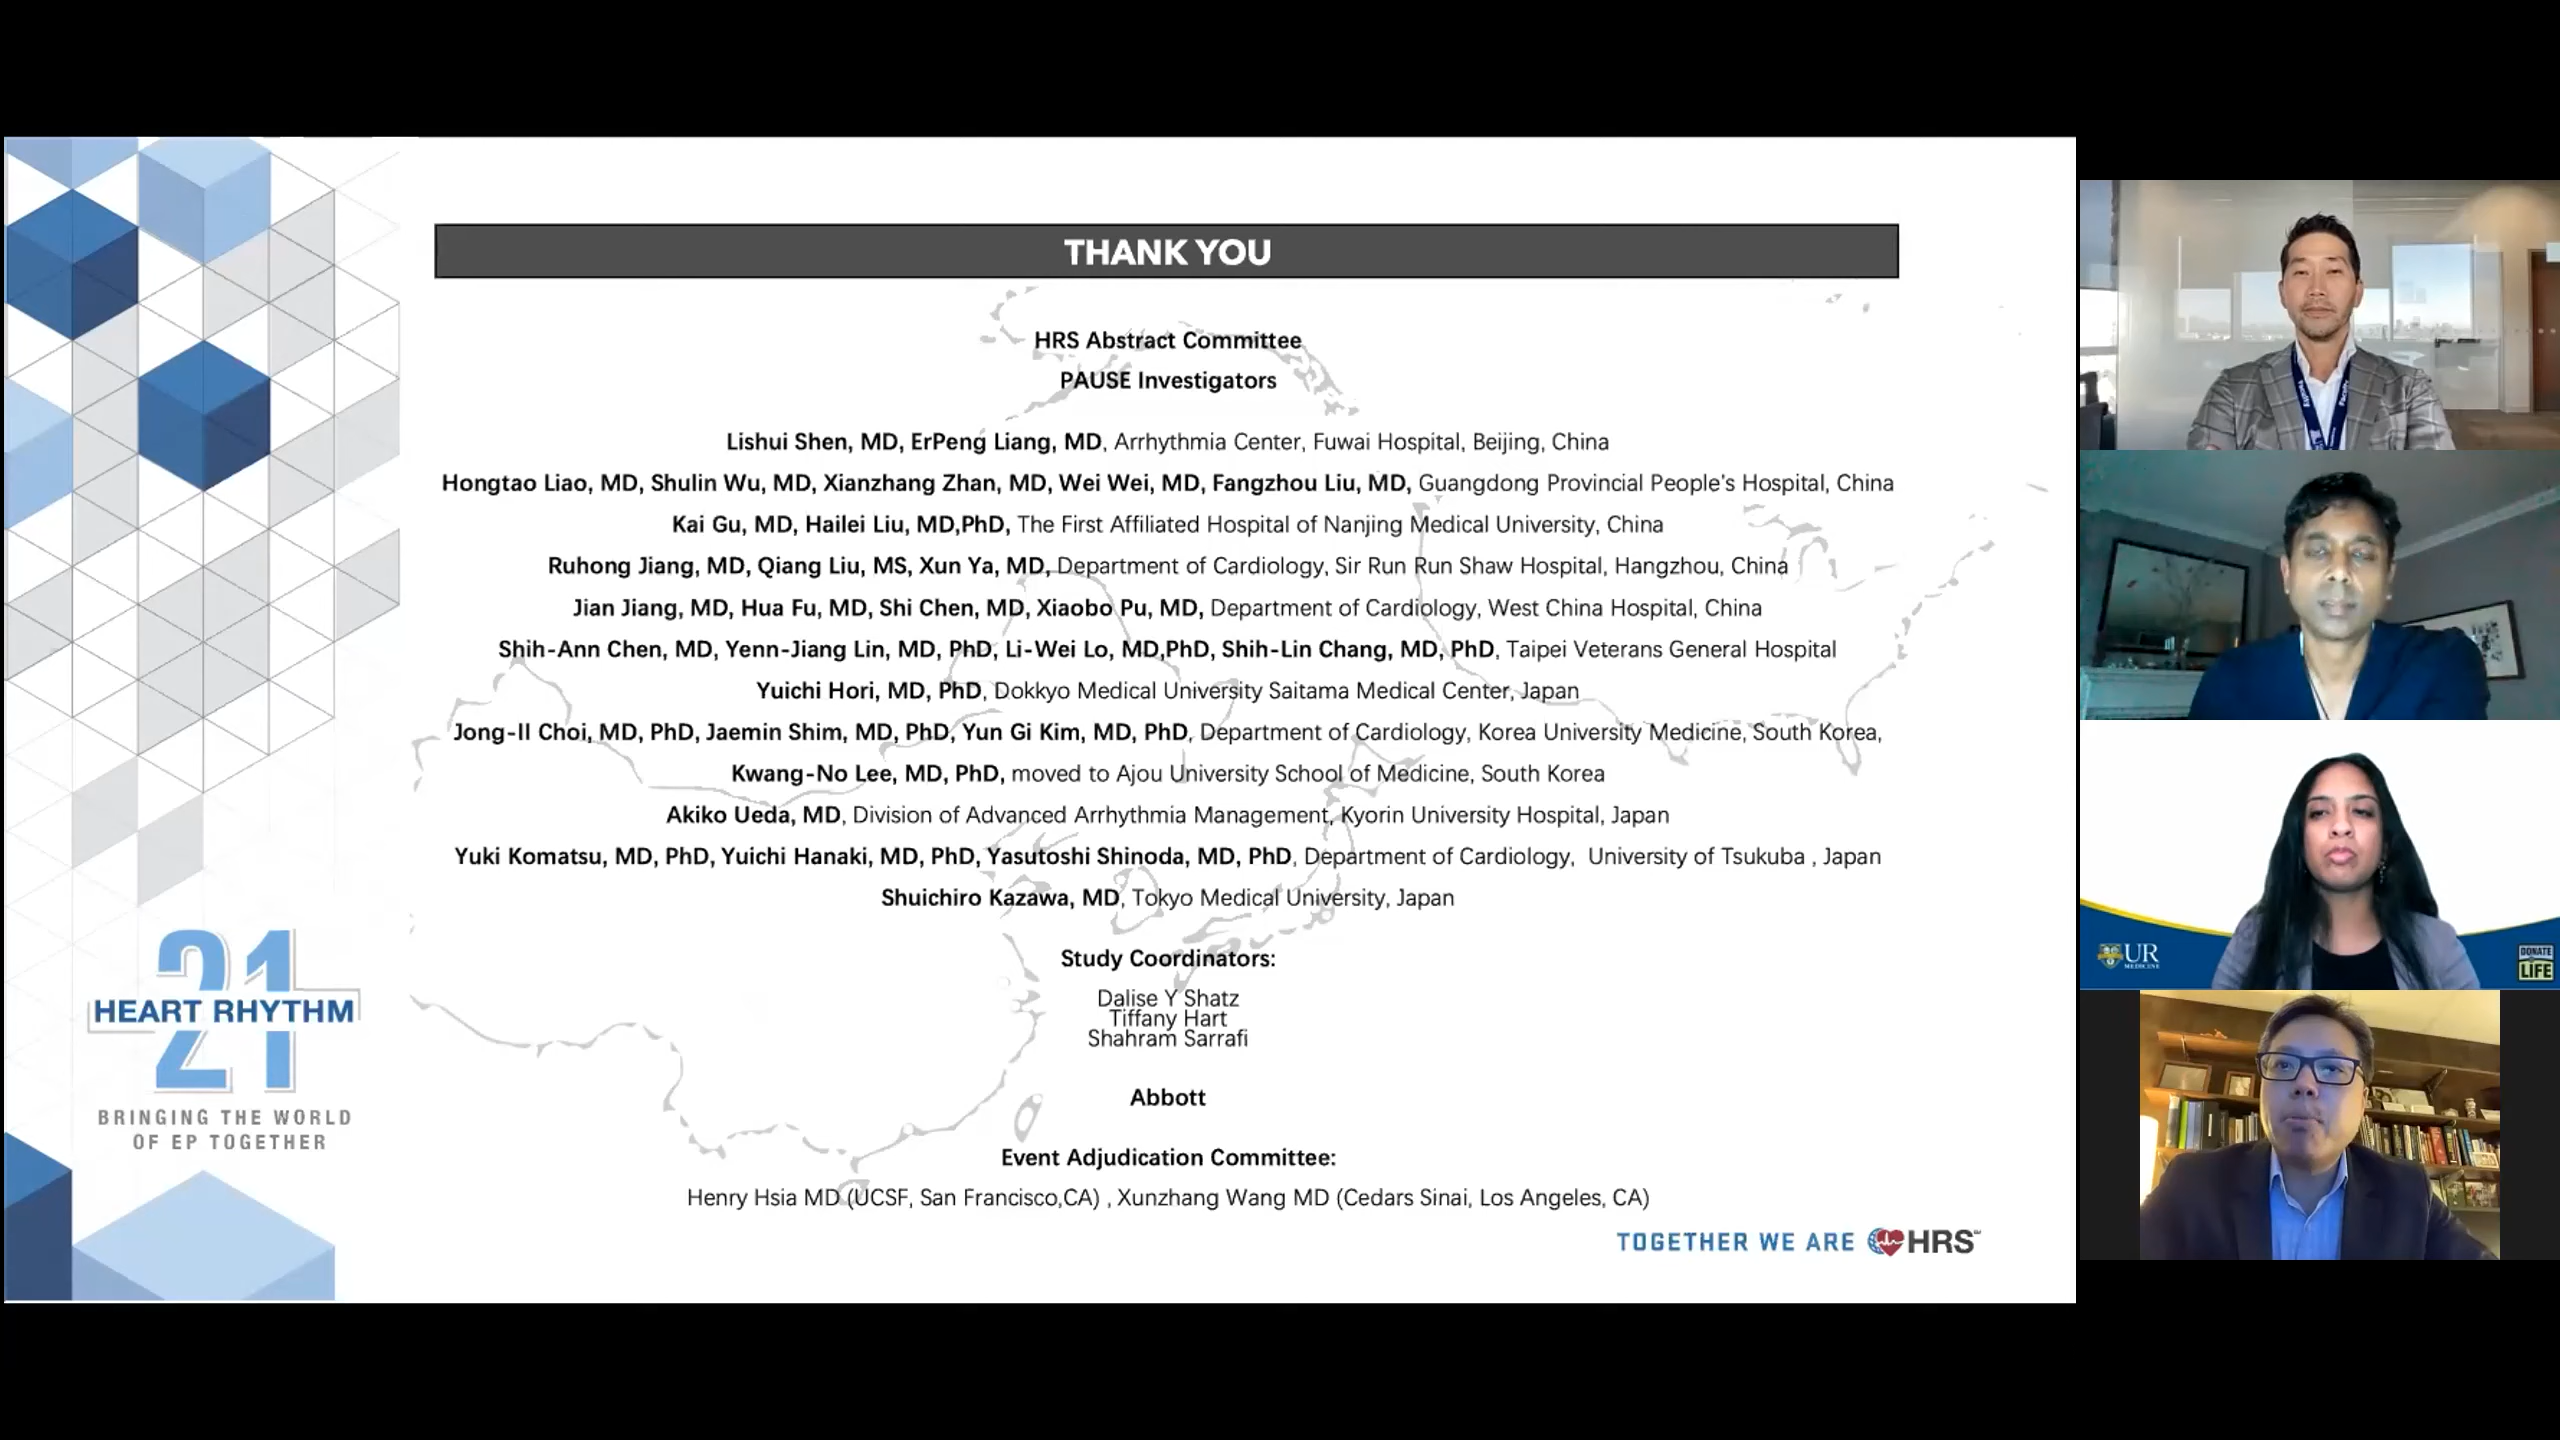 THANK YOU
HRS Abstract Committee
PAUSE Investigators
Lishui Shen, MD, ErPeng Liang, MD, Arrhythmia Center, Fuwai Hospital, Beijing, China
Hongtao Liao, MD, Shulin Wu, MD, Xianzhang Zhan, MD, Wei Wei, MD, Fangzhou Liu, MD, Guangdong Provincial People's Hospital, China
Kai Gu, MD, Hailei Liu, MD,PhD, The First Affiliated Hospital of Nanjing Medical University, China
Ruhong Jiang, MD, Qiang Liu, MS, Xun Ya, MD, Department of Cardiology, Sir Run Run Shaw Hospital, Hangzhou, China
Jian Jiang, MD, Hua Fu, MD, Shi Chen, MD, Xiaobo Pu, MD, Department of Cardiology, West China Hospital, China
Shih-Ann Chen, MD, Yenn-Jiang Lin, MD, PhD, Li-Wei Lo, MD,PhD, Shih-Lin Chang, MD, PhD, Taipei Veterans General Hospital
Yuichi Hori, MD, PhD, Dokkyo Medical University Saitama Medical Center, Japan
Jong-Il Choi, MD, PhD, Jaemin Shim, MD, PhD, Yun Gi Kim, MD, PhD, Department of Cardiology, Korea University Medicine, South Korea,
Kwang-No Lee, MD, PhD, moved to Ajou University School of Medicine, South Korea
Akiko Ueda, MD, Division of Advanced Arrhythmia Management, Kyorin University Hospital, Japan
Yuki Komatsu, MD, PhD, Yuichi Hanaki, MD, PhD, Yasutoshi Shinoda, MD, PhD, Department of Cardiology, University of Tsukuba , Japan
Shuichiro Kazawa, MD, Tokyo Medical University, Japan
Study Coordinators:
Dalise Y Shatz
Tiffany Hart
Shahram Sarrafi
Abbott
Event Adjudication Committee:
Henry Hsia MD (UCSF, San Francisco,CA) , Xunzhang Wang MD (Cedars Sinai, Los Angeles, CA)
TOGETHER WE ARE HRS
21
HEART RHYTHM
BRINGING THE WORLD
OF EP TOGETHER
UR
MEDICINE
DONATE
LIFE